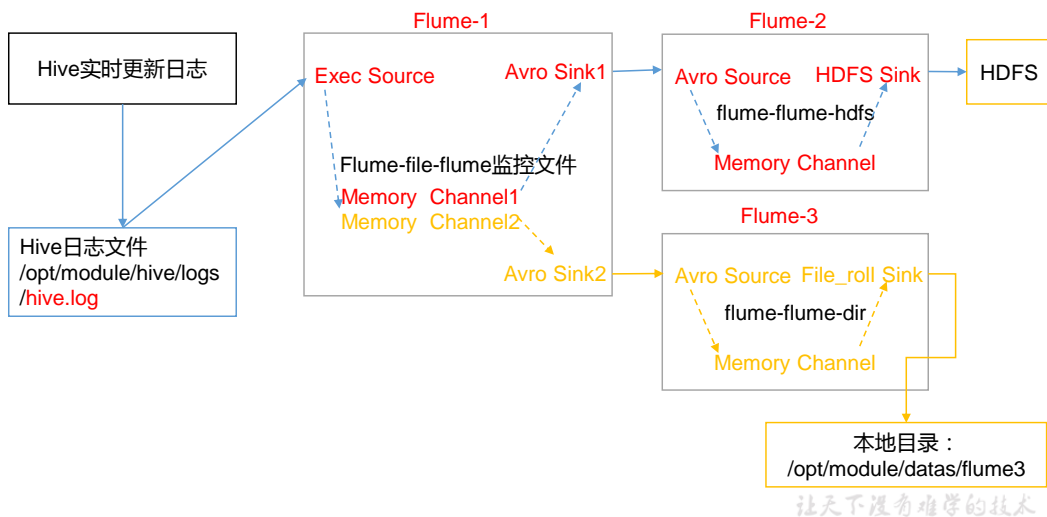 Flume-1
Flume-2
Hive实时更新日志
Exec Source
Avro Sink1
Avro Source
HDFS Sink
HDFS
flume-flume-hdfs
Flume-file-flume监控文件
Memory Channel
Memory Channel1
Memory Channel2
Flume-3
Hive日志文件
/opt/module/hive/logs
/hive.log
Avro Sink2
Avro Source
File_roll Sink
flume-flume-dir
Memory Channel
本地目录：
/opt/module/datas/flume3
让天下没有难学的技术